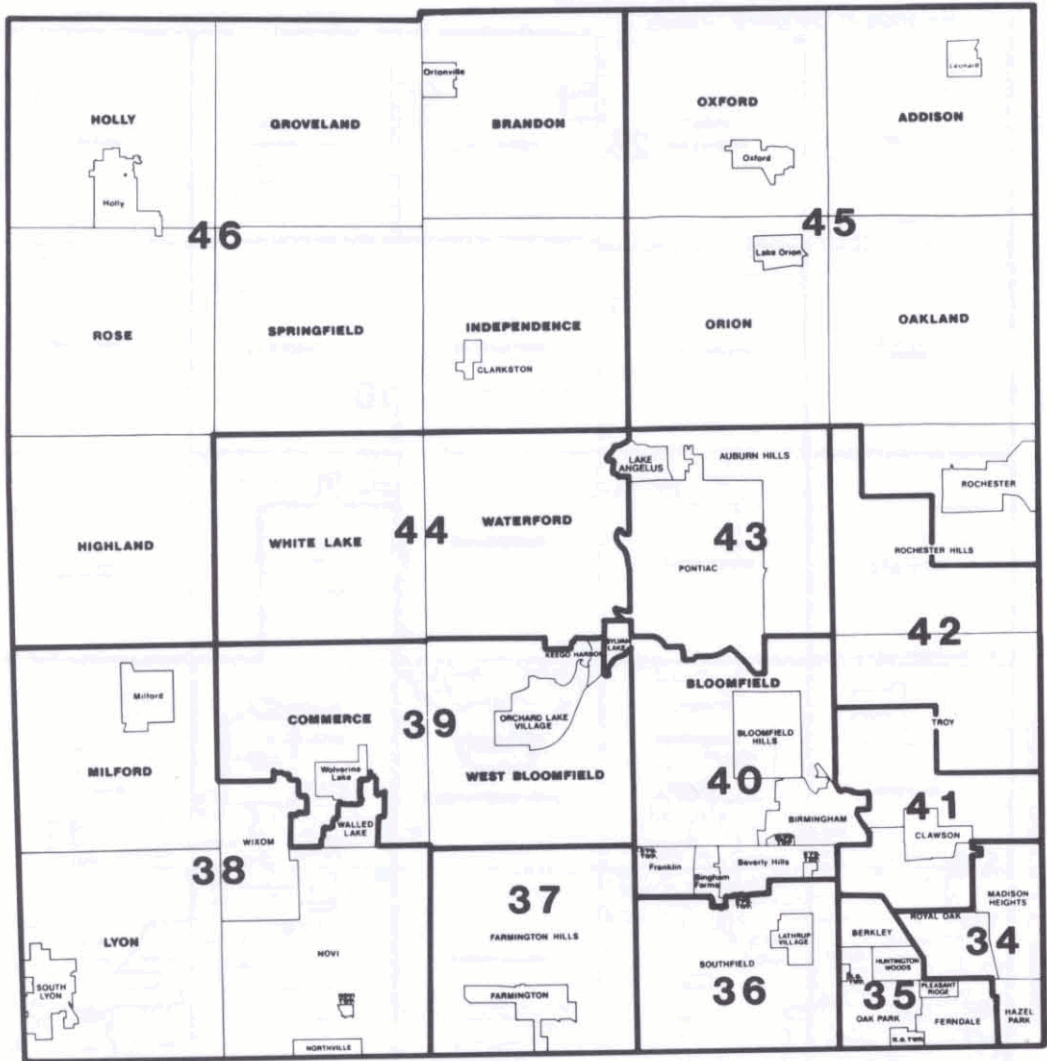 Ortonville
Leonard
HOLLY
GROVELAND
BRANDON
OXFORD
ADDISON
Oxford
Holly
46
45
Lake Orion
ROSE
SPRINGFIELD
INDEPENDENCE
ORION
OAKLAND
CLARKSTON
LAKE
ANGELUS
AUBURN HILLS
ROCHESTER
HIGHLAND
WHITE LAKE
44
WATERFORD
43
PONTIAC
ROCHESTER HILLS
42
SYLVAN
LAKE
KEEGO HARBOR
Milford
BLOOMFIELD
COMMERCE
39
ORCHARD LAKE
VILLAGE
BLOOMFIELD
HILLS
TROY
MILFORD
Wolverine
Lake
WEST BLOOMFIELD
40
WALLED
LAKE
BIRMINGHAM
41
CLAWSON
WIXOM
38
Franklin
Bingham
Farms
Beverly Hills
37
34
MADISON
HEIGHTS
ROYAL OAK
BERKLEY
LYON
NOVI
FARMINGTON HILLS
SOUTHFIELD
LATHRUP
VILLAGE
HUNTINGTON
WOODS
36
35
PLEASANT
RIDGE
SOUTH
LYON
FARMINGTON
OAK PARK
FERNDALE
HAZEL
PARK
R.O. TWP.
NORTHVILLE